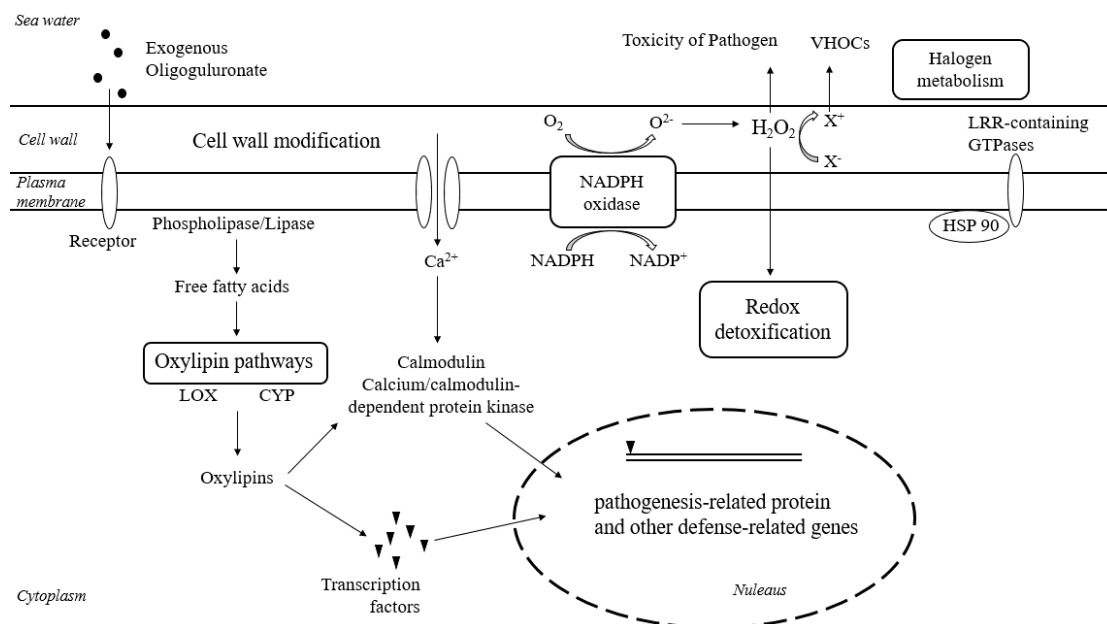 Sea water
Exogenous
Oligoguluronate
Toxicity of Pathogen
VHOCs
Halogen
metabolism
Cell wall
Cell wall modification
O₂
O²⁻
H₂O₂
X⁺
X⁻
LRR-containing
GTPases
Plasma
membrane
NADPH
oxidase
Receptor
Phospholipase/Lipase
HSP 90
Ca²⁺
NADPH
NADP⁺
Free fatty acids
Redox
detoxification
Oxylipin pathways
LOX
CYP
Calmodulin
Calcium/calmodulin-
dependent protein kinase
Oxylipins
pathogenesis-related protein
and other defense-related genes
Transcription
factors
Cytoplasm
Nuleaus